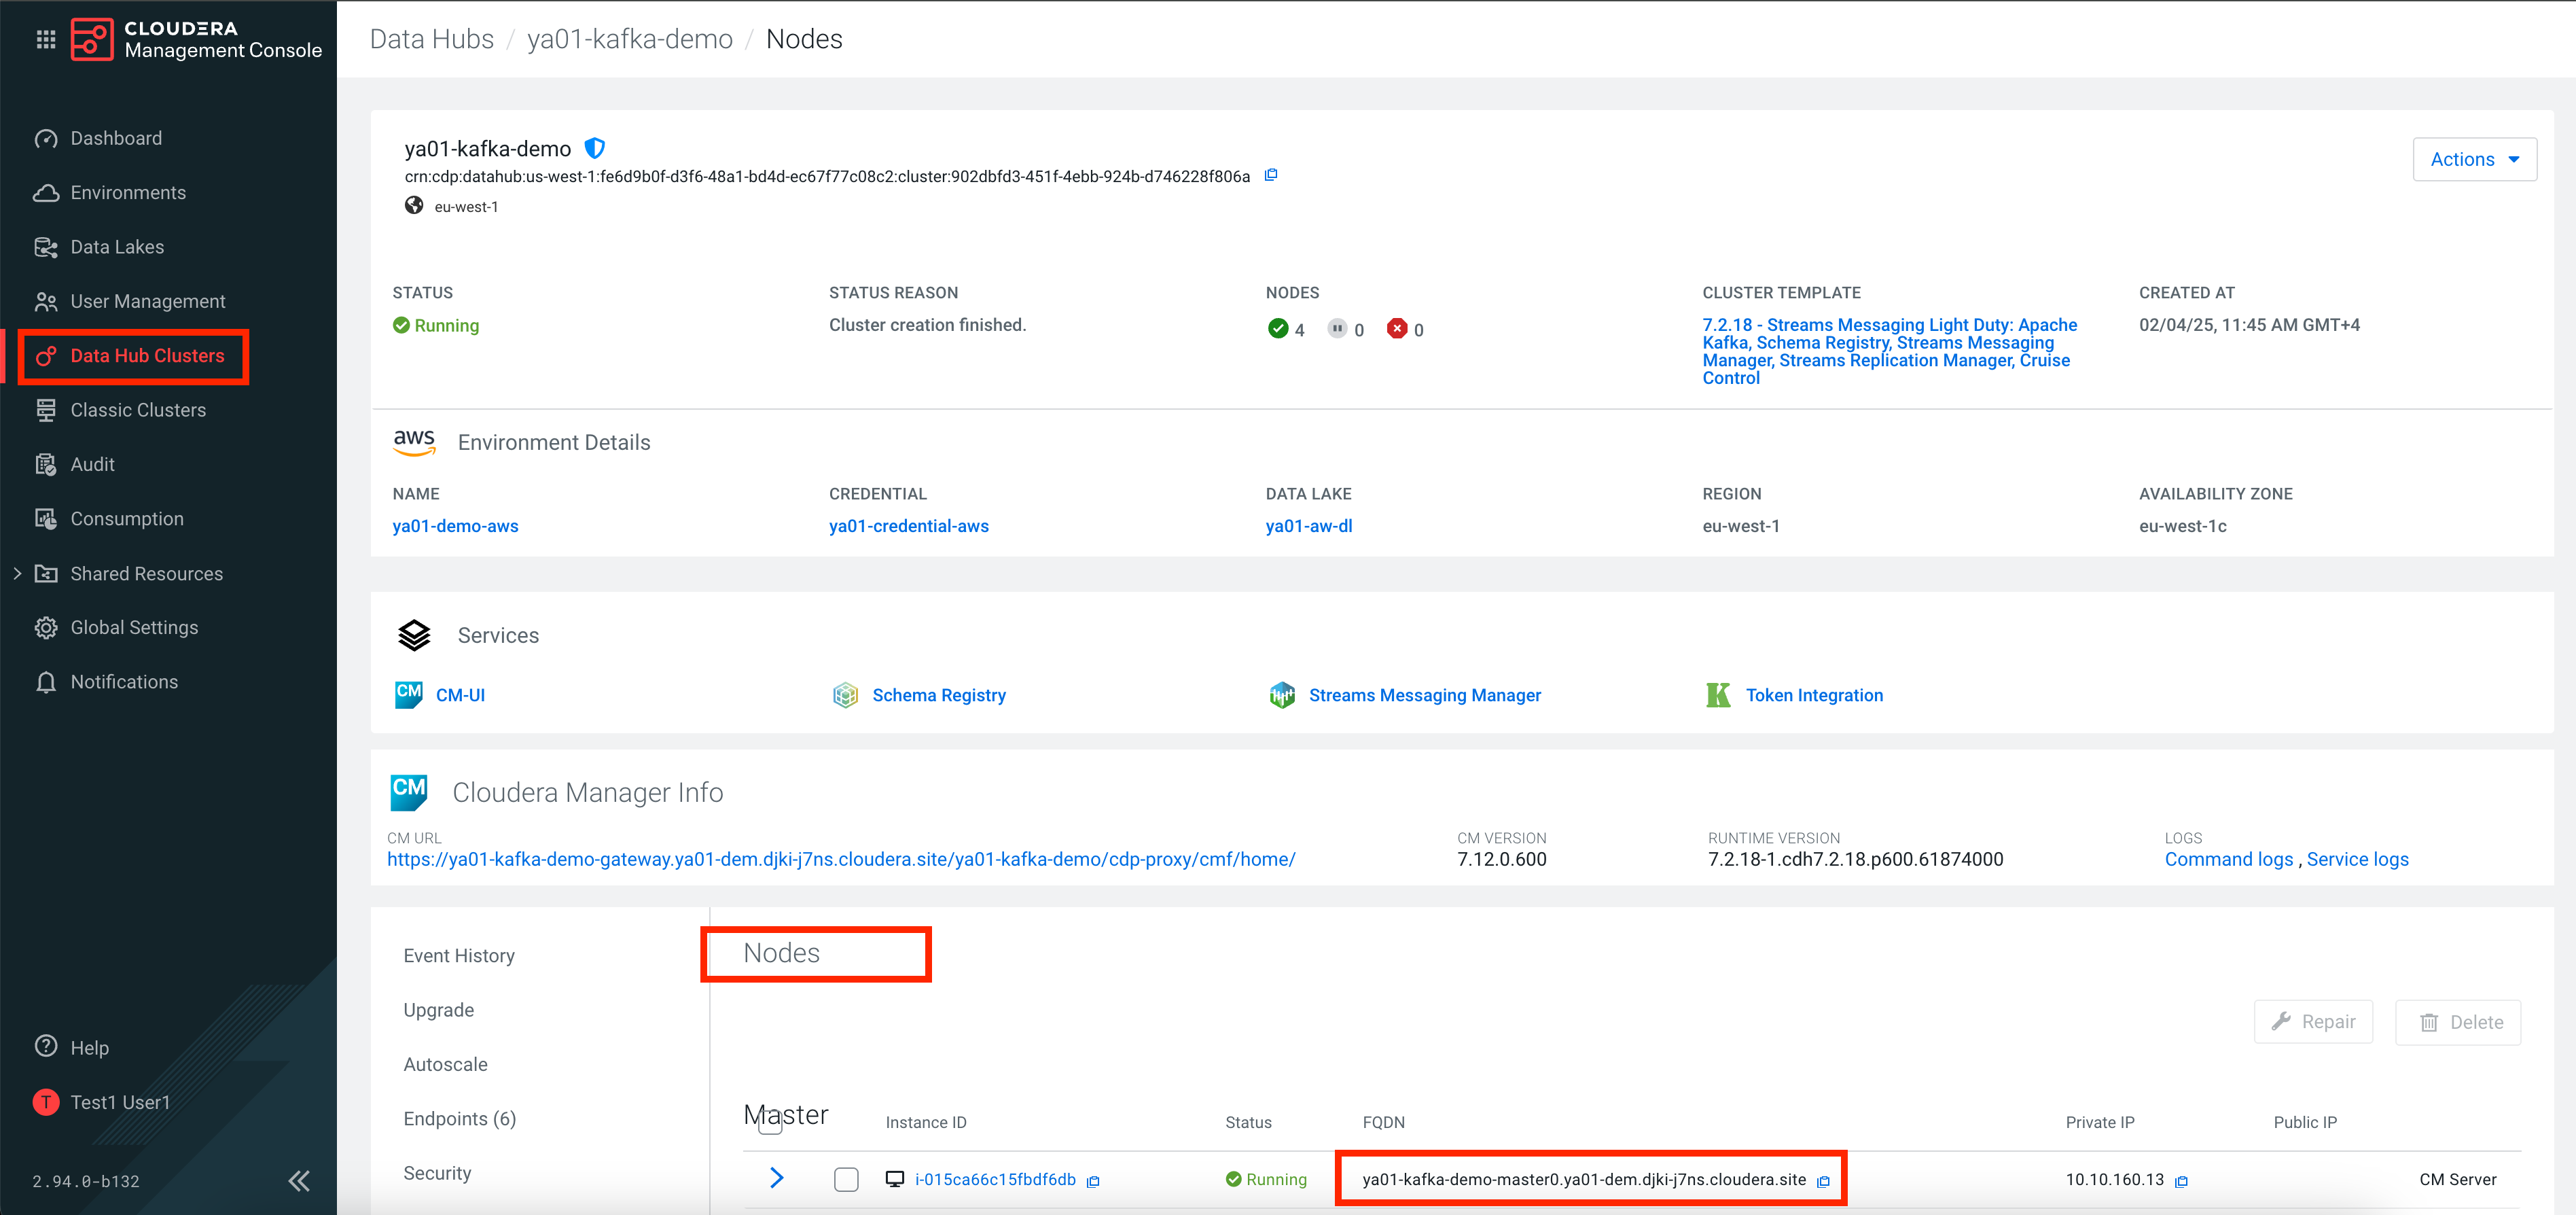 CLOUDERA
Management Console
Data Hubs / ya01-kafka-demo / Nodes
Dashboard
Environments
Data Lakes
User Management
Data Hub Clusters
Classic Clusters
Audit
Consumption
Shared Resources
Global Settings
Notifications
Help
T Test1 User1
2.94.0-b132
ya01-kafka-demo
crn:cdp:datahub:us-west-1:fe6d9b0f-d3f6-48a1-bd4d-ec67f77c08c2:cluster:902dbfd3-451f-4ebb-924b-d746228f806a
eu-west-1
Actions
STATUS
Running
STATUS REASON
Cluster creation finished.
NODES
4 0 0
CLUSTER TEMPLATE
7.2.18 - Streams Messaging Light Duty: Apache
Kafka, Schema Registry, Streams Messaging
Manager, Streams Replication Manager, Cruise
Control
CREATED AT
02/04/25, 11:45 AM GMT+4
aws Environment Details
NAME
ya01-demo-aws
CREDENTIAL
ya01-credential-aws
DATA LAKE
ya01-aw-dl
REGION
eu-west-1
AVAILABILITY ZONE
eu-west-1c
Services
CM CM-UI
Schema Registry
Streams Messaging Manager
K Token Integration
CM Cloudera Manager Info
CM URL
https://ya01-kafka-demo-gateway.ya01-dem.djki-j7ns.cloudera.site/ya01-kafka-demo/cdp-proxy/cmf/home/
CM VERSION
7.12.0.600
RUNTIME VERSION
7.2.18-1.cdh7.2.18.p600.61874000
LOGS
Command logs , Service logs
Event History
Upgrade
Autoscale
Endpoints (6)
Security
Nodes
Repair
Delete
Master
Instance ID Status FQDN Private IP Public IP
i-015ca66c15fbdf6db Running ya01-kafka-demo-master0.ya01-dem.djki-j7ns.cloudera.site 10.10.160.13 CM Server